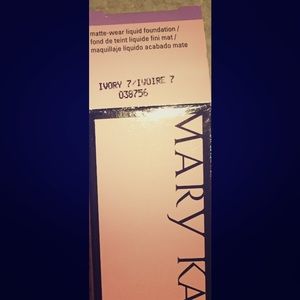 matte-wear liquid foundation /
fond de teint liquide fini mat /
maquillaje líquido acabado mate
IVORY 7/IVOIRE 7
038756
MARY KA